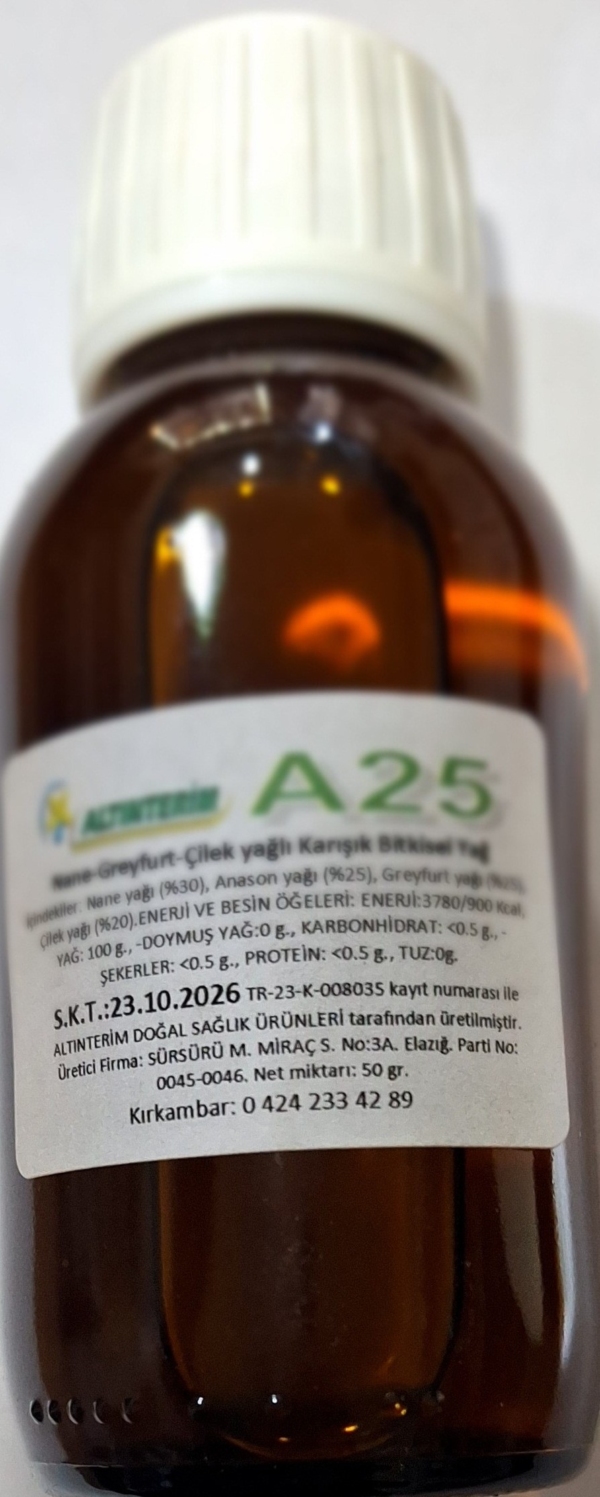 ALTINTERİM A25
Nane-Greyfurt-Çilek yağlı Karışık Bitkisel Yağ
İçindekiler: Nane yağı (%30), Anason yağı (%25), Greyfurt yağı (%25),
Çilek yağı (%20).ENERJİ VE BESİN ÖĞELERİ: ENERJİ:3780/900 Kcal,
YAĞ: 100 g., -DOYMUŞ YAĞ:0 g., KARBONHİDRAT: <0.5 g., -
ŞEKERLER: <0.5 g., PROTEİN: <0.5 g., TUZ:0g.
S.K.T.:23.10.2026 TR-23-K-008035 kayıt numarası ile
ALTINTERİM DOĞAL SAĞLIK ÜRÜNLERİ tarafından üretilmiştir.
Üretici Firma: SÜRSÜRÜ M. MİRAÇ S. No:3A. Elazığ. Parti No:
0045-0046. Net miktarı: 50 gr.
Kırkambar: 0 424 233 42 89